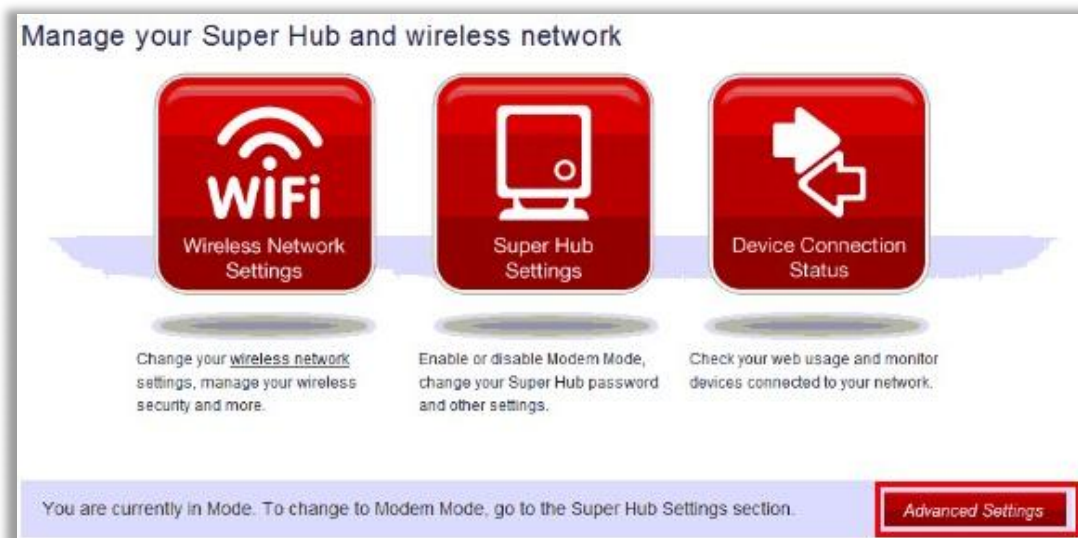 Manage your Super Hub and wireless network
WiFi
Wireless Network
Settings
Super Hub
Settings
Device Connection
Status
Change your wireless network
settings, manage your wireless
security and more.
Enable or disable Modem Mode,
change your Super Hub password
and other settings.
Check your web usage and monitor
devices connected to your network.
You are currently in Mode. To change to Modem Mode, go to the Super Hub Settings section.
Advanced Settings